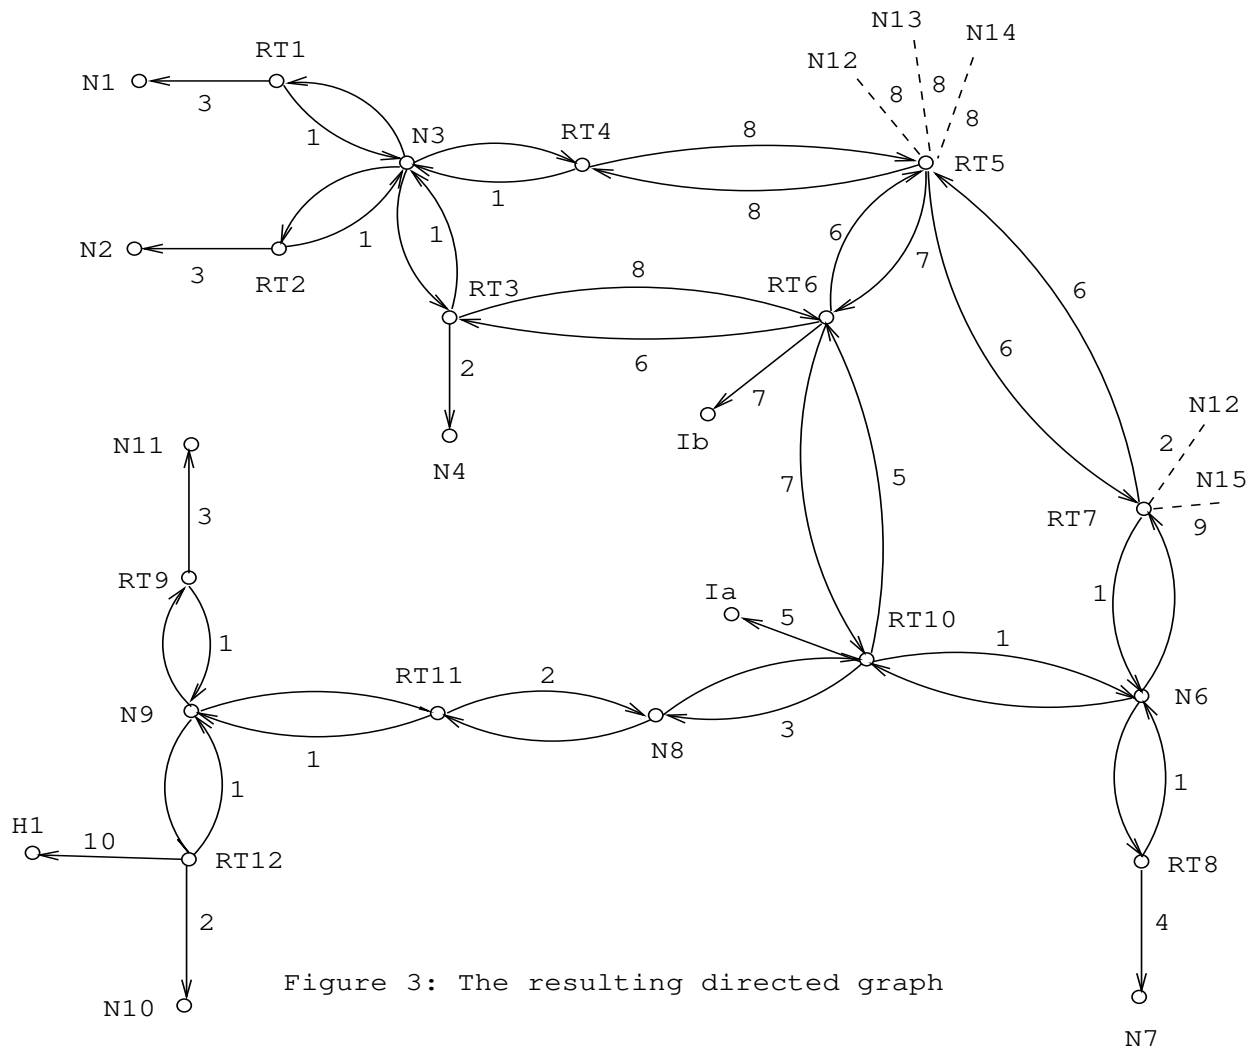 N13
N14
RT1
N12
N1
8
8
3
8
1
N3
RT4
8
RT5
1
8
1
1
6
N2
3
RT2
7
RT3
8
RT6
6
6
6
2
7
N12
Ib
2
N11
N4
7
5
N15
3
RT7
9
RT9
Ia
1
5
RT10
1
1
RT11
2
N6
N9
3
N8
1
1
1
H1
10
RT12
RT8
2
4
Figure 3: The resulting directed graph
N10
N7